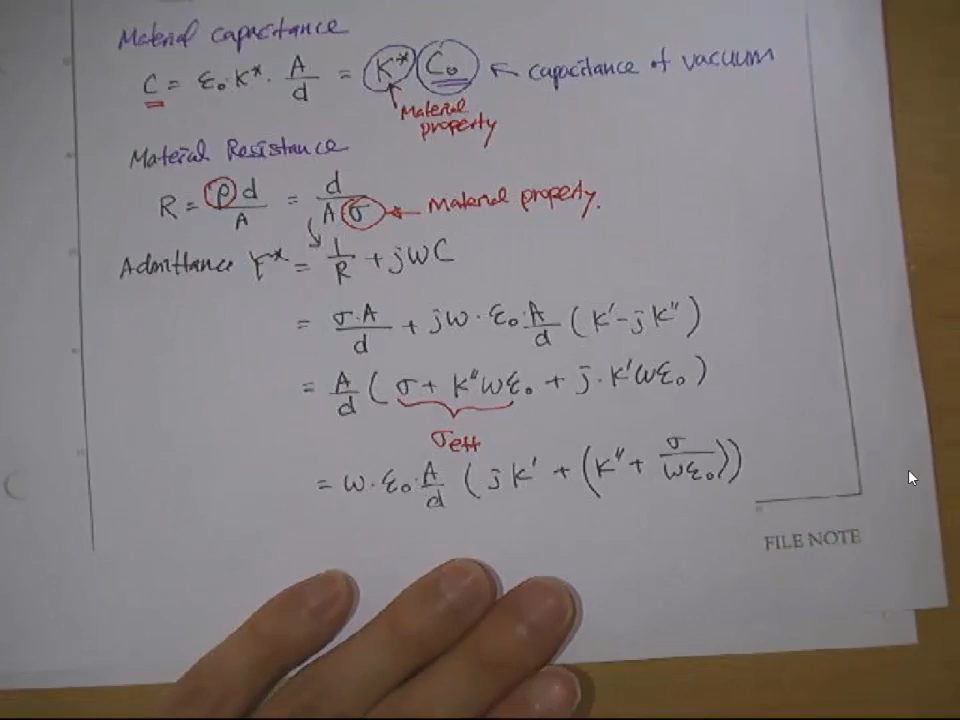 Material capacitance
C = ε₀ K* · A/d = K* C₀ ← capacitance of vacuum
Material property
Material Resistance
R = ρd/A = d/Aσ ← Material property.
Admittance Y* = 1/R + jωC
= σ·A/d + jω·ε₀·A/d (K' - jK")
= A/d (σ + K"ωε₀ + j·K'ωε₀)
σeff
= ω·ε₀·A/d (jK' + (K" + σ/ωε₀))
FILE NOTE